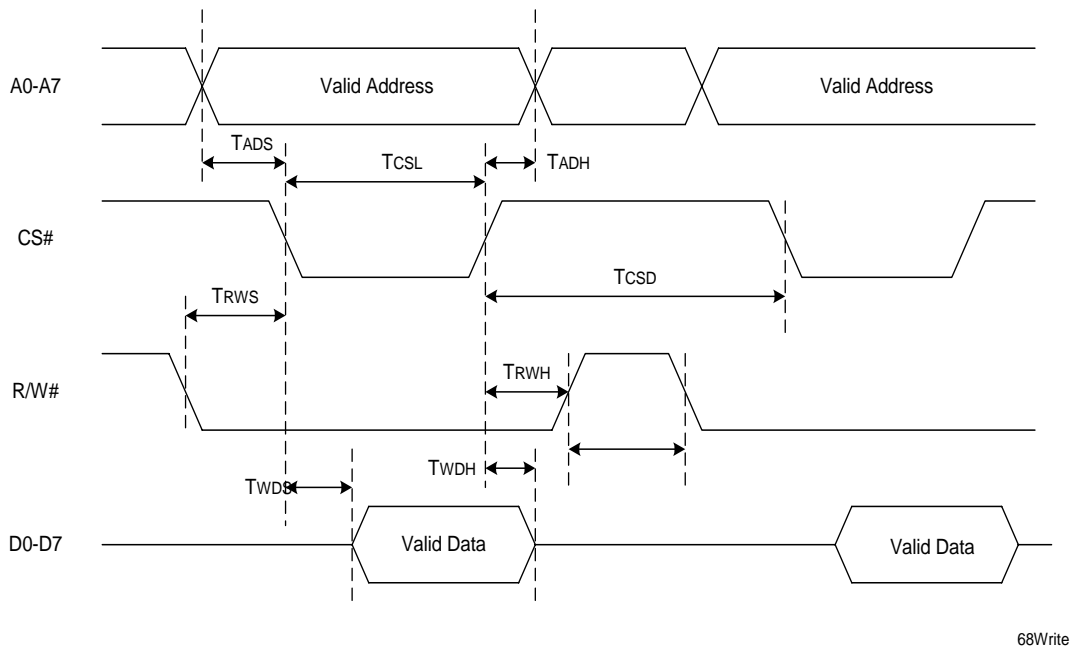 A0-A7
Valid Address
Valid Address
TADS
TCSL
TADH
CS#
TCSD
TRWS
R/W#
TRWH
TWDH
TWDS
D0-D7
Valid Data
Valid Data
68Write